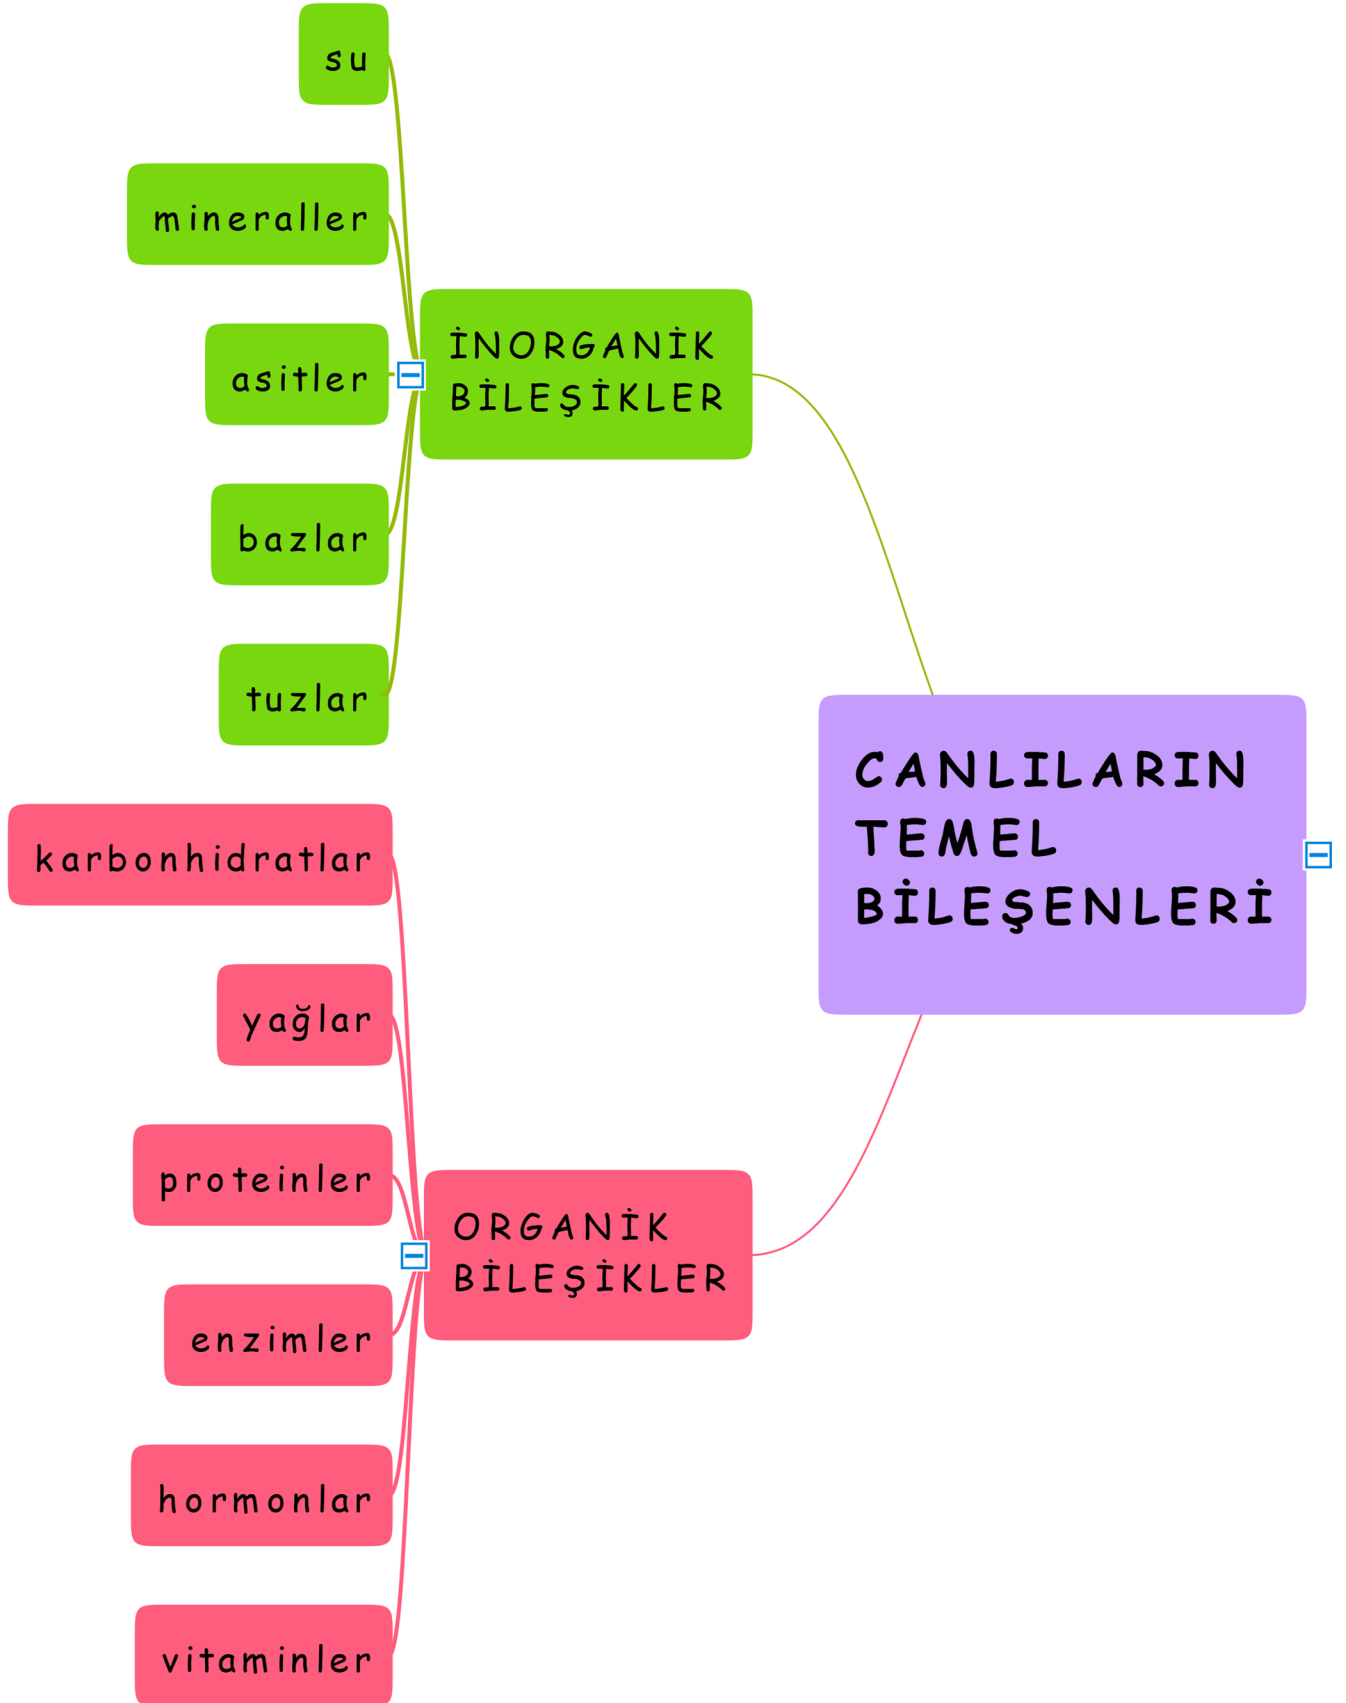 su
mineraller
asitler
bazlar
tuzlar
İNORGANİK
BİLEŞİKLER
CANLILARIN
TEMEL
BİLEŞENLERİ
karbonhidratlar
yağlar
proteinler
enzimler
hormonlar
vitaminler
ORGANİK
BİLEŞİKLER